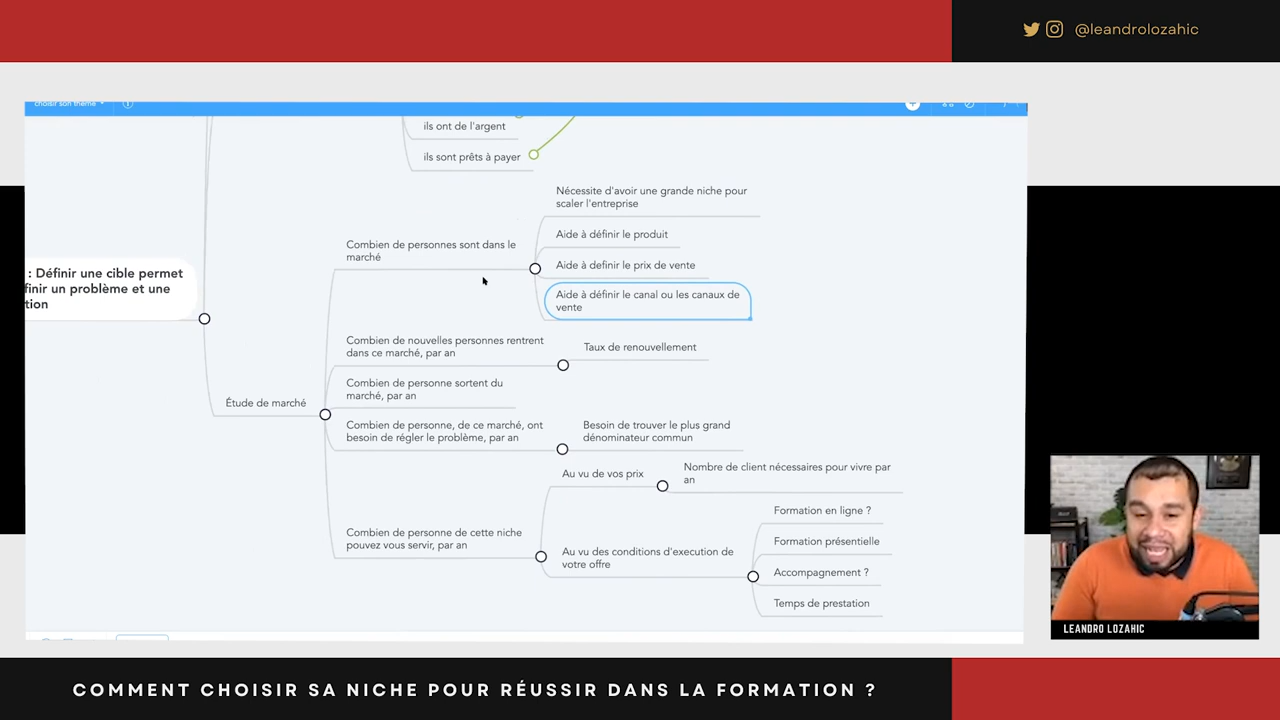 @leandrolozahic
choisir son thème
ils ont de l'argent
ils sont prêts à payer
Nécessite d'avoir une grande niche pour
scaler l'entreprise
Combien de personnes sont dans le
marché
Aide à définir le produit
Aide à definir le prix de vente
Aide à définir le canal ou les canaux de
vente
: Définir une cible permet
finir un problème et une
tion
Combien de nouvelles personnes rentrent
dans ce marché, par an
Taux de renouvellement
Combien de personne sortent du
marché, par an
Étude de marché
Combien de personne, de ce marché, ont
besoin de régler le problème, par an
Besoin de trouver le plus grand
dénominateur commun
Au vu de vos prix
Nombre de client nécessaires pour vivre par
an
Combien de personne de cette niche
pouvez vous servir, par an
Au vu des conditions d'execution de
votre offre
Formation en ligne ?
Formation présentielle
Accompagnement ?
Temps de prestation
LEANDRO LOZAHIC
COMMENT CHOISIR SA NICHE POUR RÉUSSIR DANS LA FORMATION ?